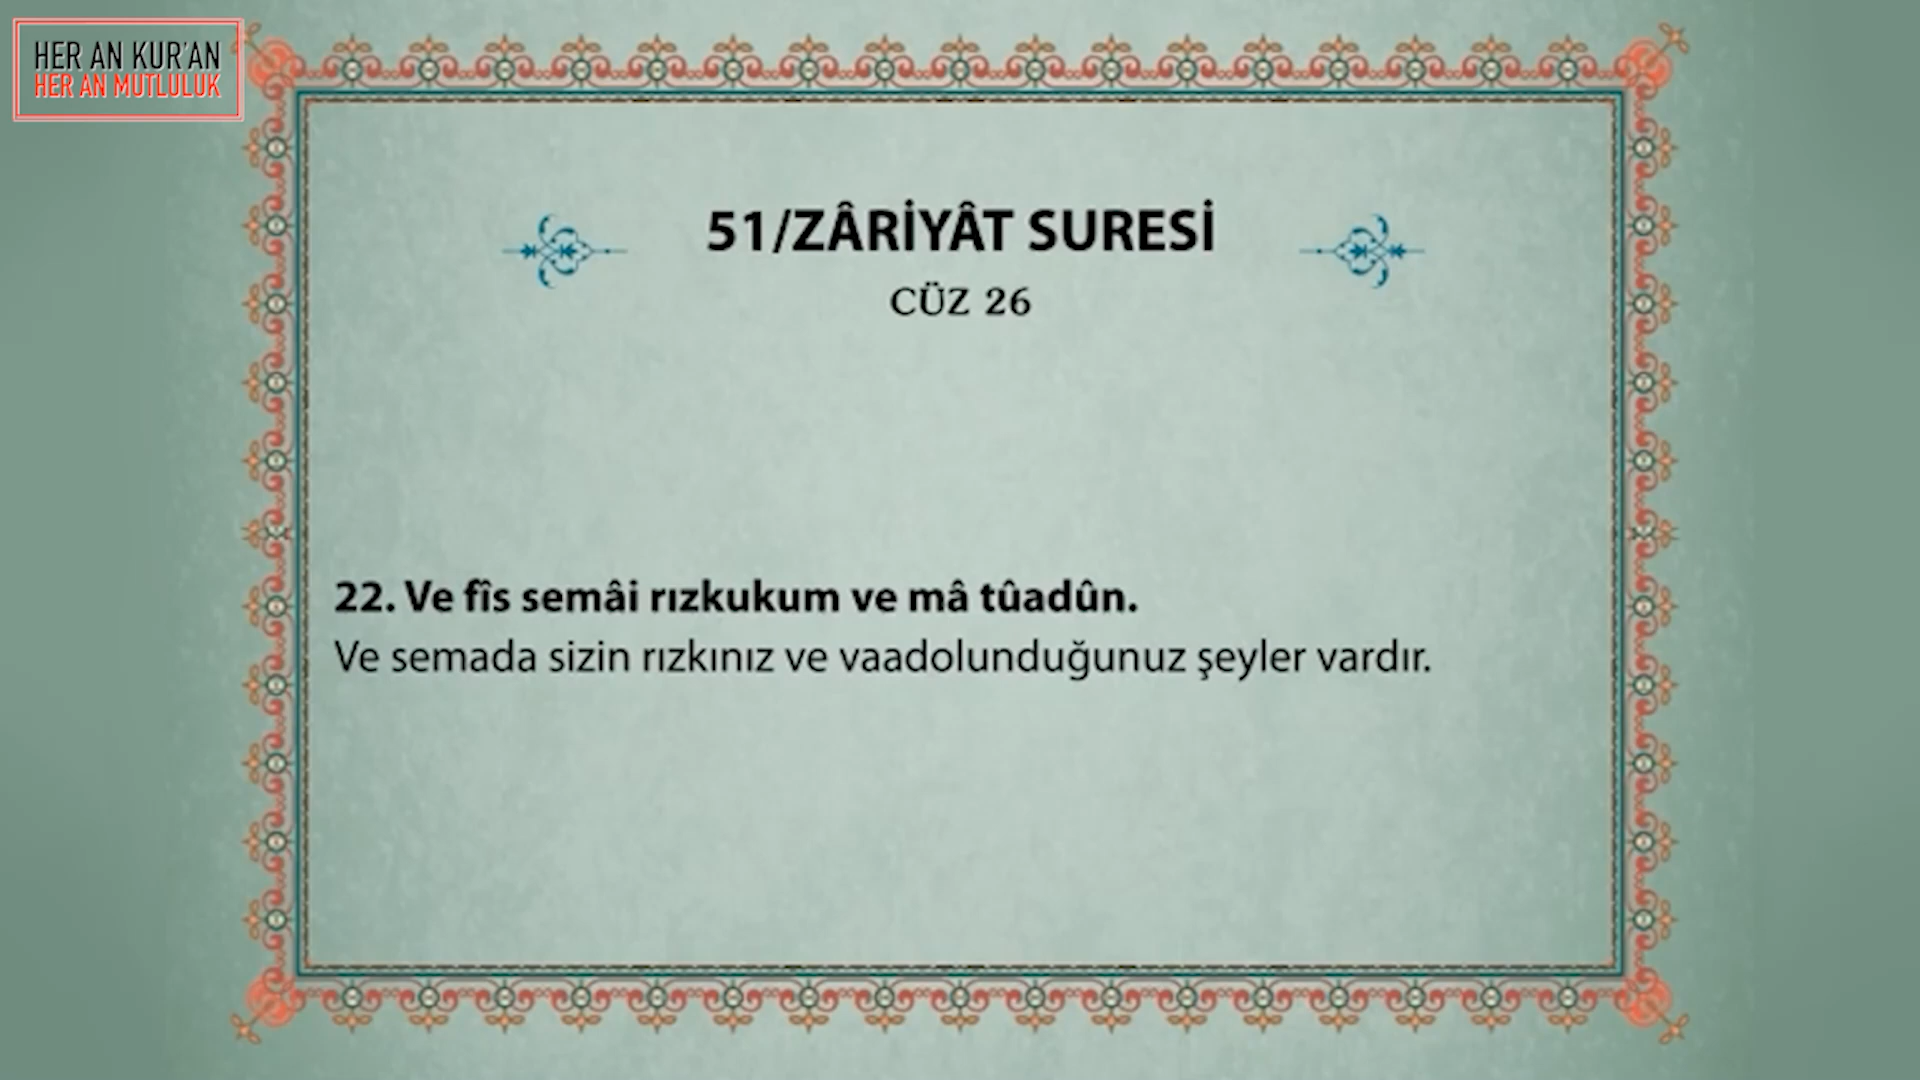 HER AN KUR'AN
HER AN MUTLULUK
51/ZÂRİYÂT SURESİ
CÜZ 26
22. Ve fîs semâi rızkukum ve mâ tûadûn.
Ve semada sizin rızkınız ve vaadolunduğunuz şeyler vardır.